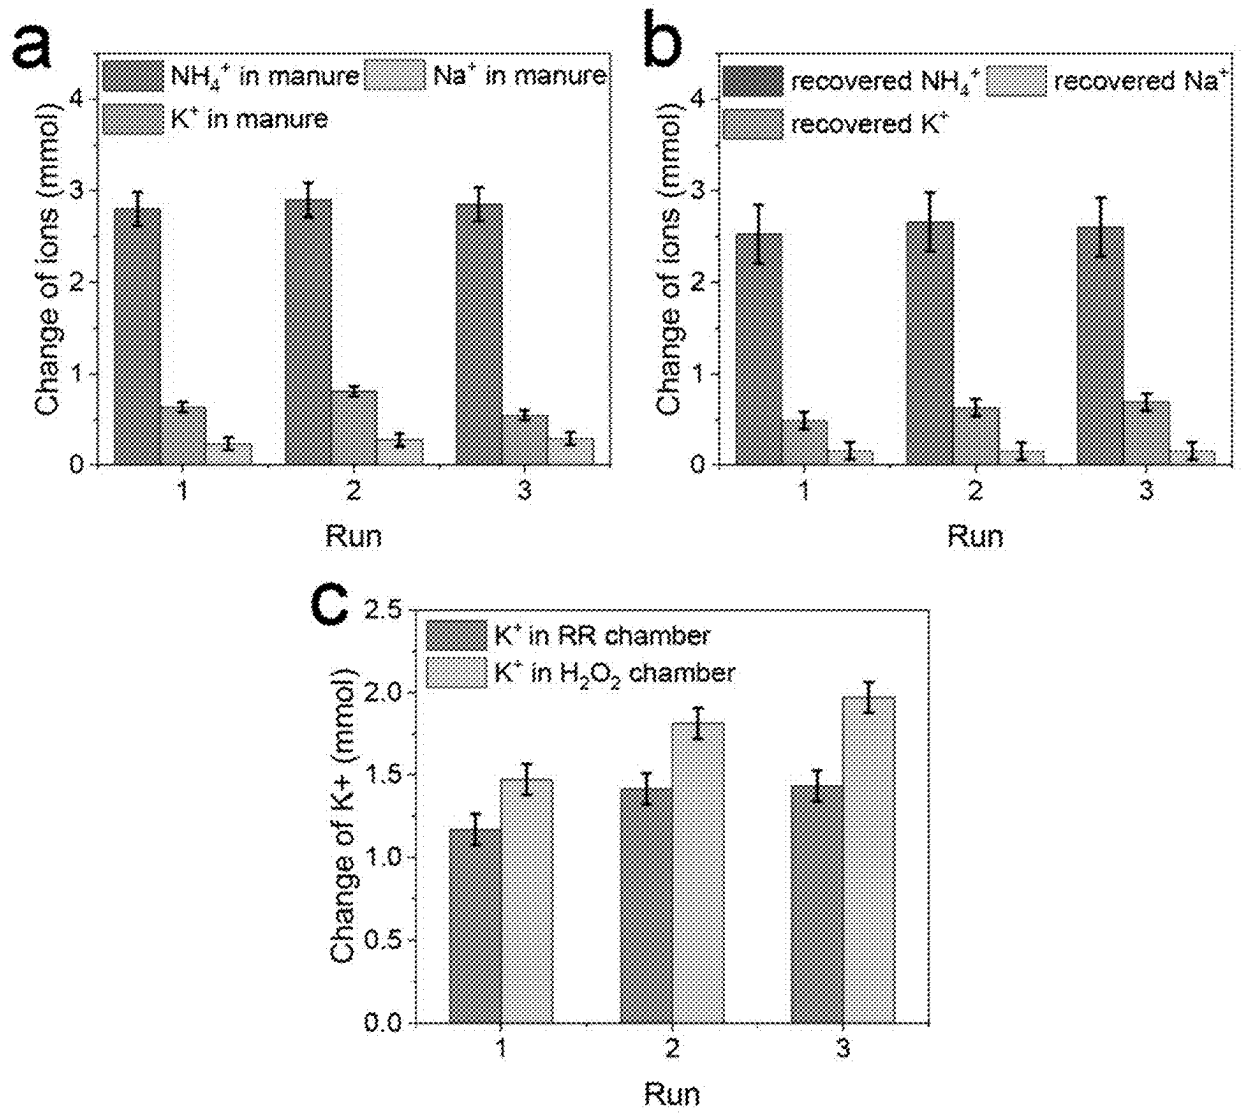 a
NH₄⁺ in manure Na⁺ in manure
K⁺ in manure
Change of ions (mmol)
4
3
2
1
0
1 2 3
Run
b
recovered NH₄⁺ recovered Na⁺
recovered K⁺
Change of ions (mmol)
4
3
2
1
0
1 2 3
Run
c
K⁺ in RR chamber
K⁺ in H₂O₂ chamber
Change of K+ (mmol)
2.5
2.0
1.5
1.0
0.5
0.0
1 2 3
Run